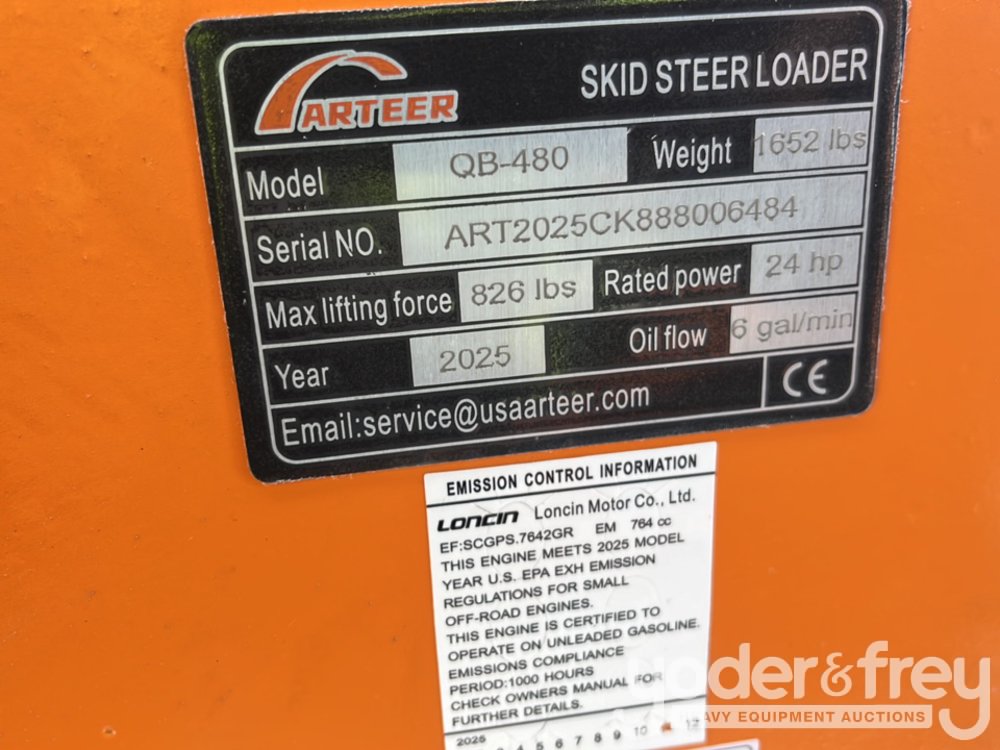 ARTEER
SKID STEER LOADER
Model QB-480 Weight 1652 lbs
Serial NO. ART2025CK888006484
Max lifting force 826 lbs Rated power 24 hp
Year 2025 Oil flow 6 gal/min
Email:service@usaarteer.com CE
EMISSION CONTROL INFORMATION
LONCIN Loncin Motor Co., Ltd.
EF:SCGPS.7642GR EM 764 cc
THIS ENGINE MEETS 2025 MODEL
YEAR U.S. EPA EXH EMISSION
REGULATIONS FOR SMALL
OFF-ROAD ENGINES.
THIS ENGINE IS CERTIFIED TO
OPERATE ON UNLEADED GASOLINE.
EMISSIONS COMPLIANCE
PERIOD:1000 HOURS
CHECK OWNERS MANUAL FOR
FURTHER DETAILS.
2025 4 5 6 7 8 9 10 12
yoder&frey
HEAVY EQUIPMENT AUCTIONS